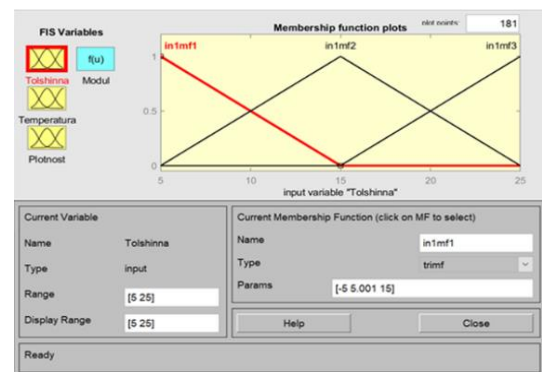 FIS Variables
Membership function plots
plot points:
181
f(u)
Tolshinna
Modul
Temperatura
Plotnost
in1mf1
in1mf2
in1mf3
1
0.5
0
5
10
15
20
25
input variable "Tolshinna"
Current Variable
Name
Tolshinna
Type
input
Range
[5 25]
Display Range
[5 25]
Current Membership Function (click on MF to select)
Name
in1mf1
Type
trimf
Params
[-5 5.001 15]
Help
Close
Ready